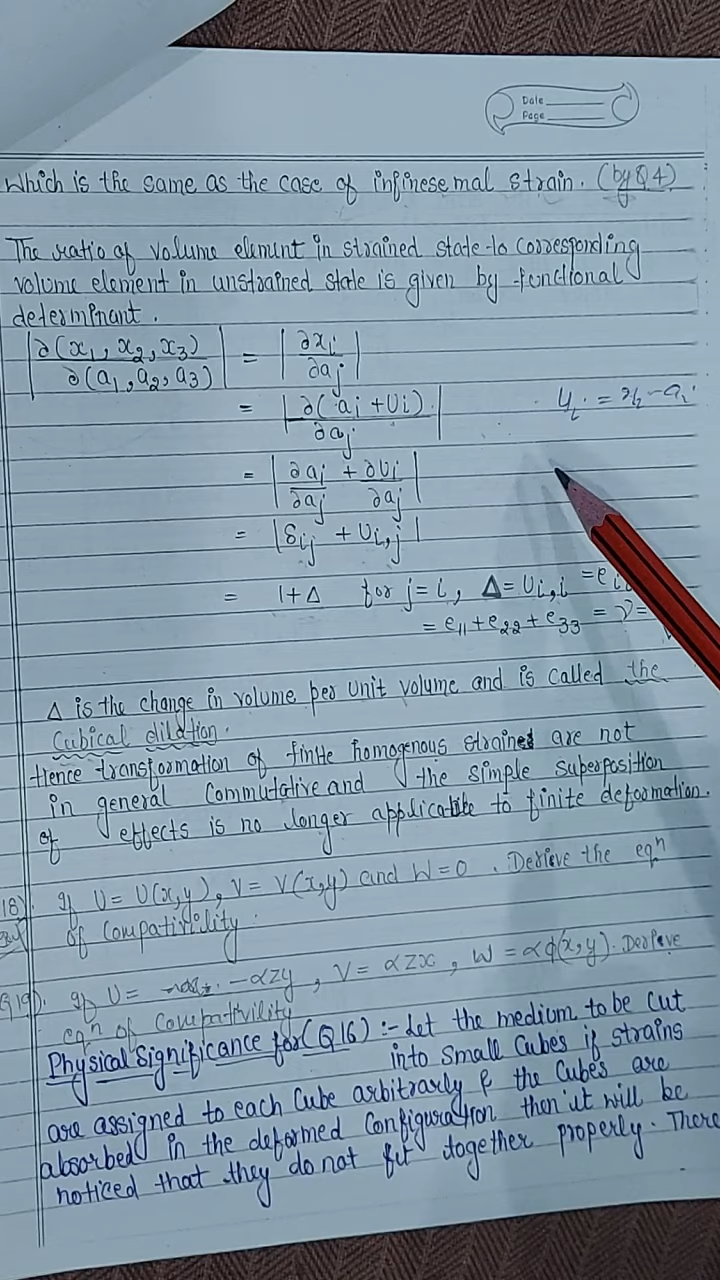 Date
Page
Which is the same as the case of infinesemal strain. (by Q4)
The ratio of volume element in strained state to corresponding
volume element in unstrained state is given by functional
determinant.
|∂(x₁, x₂, x₃) / ∂(a₁, a₂, a₃)| = |∂xᵢ / ∂aⱼ|
= |∂(aᵢ + Uᵢ) / ∂aⱼ| uᵢ = xᵢ - aᵢ
= |∂aᵢ/∂aⱼ + ∂Uᵢ/∂aⱼ|
= |δᵢⱼ + Uᵢ,ⱼ|
= 1+Δ for j=i, Δ = Uᵢ,ᵢ = eᵢ
= e₁₁ + e₂₂ + e₃₃ = ν =
Δ is the change in volume per unit volume and is called the
Cubical dilation.
Hence transformation of finite homogenous strained are not
in general Commutative and the simple superposition
of effects is no longer applicable to finite deformation.
18). If U = U(x,y), V = V(x,y) and W=0. Derieve the eqⁿ
of Compativility.
Q19). If U = -αzy, V = αzx, W = αϕ(x,y). Derieve
eqⁿ of Compativility
Physical Significance for (Q16) :- Let the medium to be cut
into small Cubes if strains
are assigned to each Cube arbitrarly & the Cubes are
absorbed in the deformed Configuration then it will be
noticed that they do not fit together properly. There